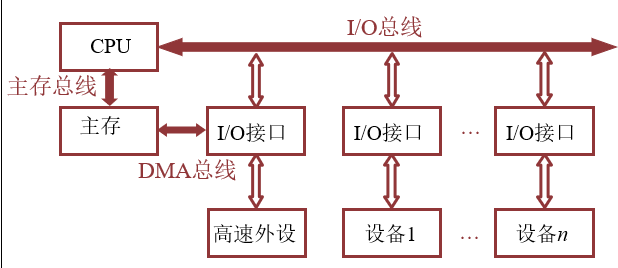 I/O总线
CPU
主存总线
主存
I/O接口
I/O接口
…
I/O接口
DMA总线
高速外设
设备1
…
设备n